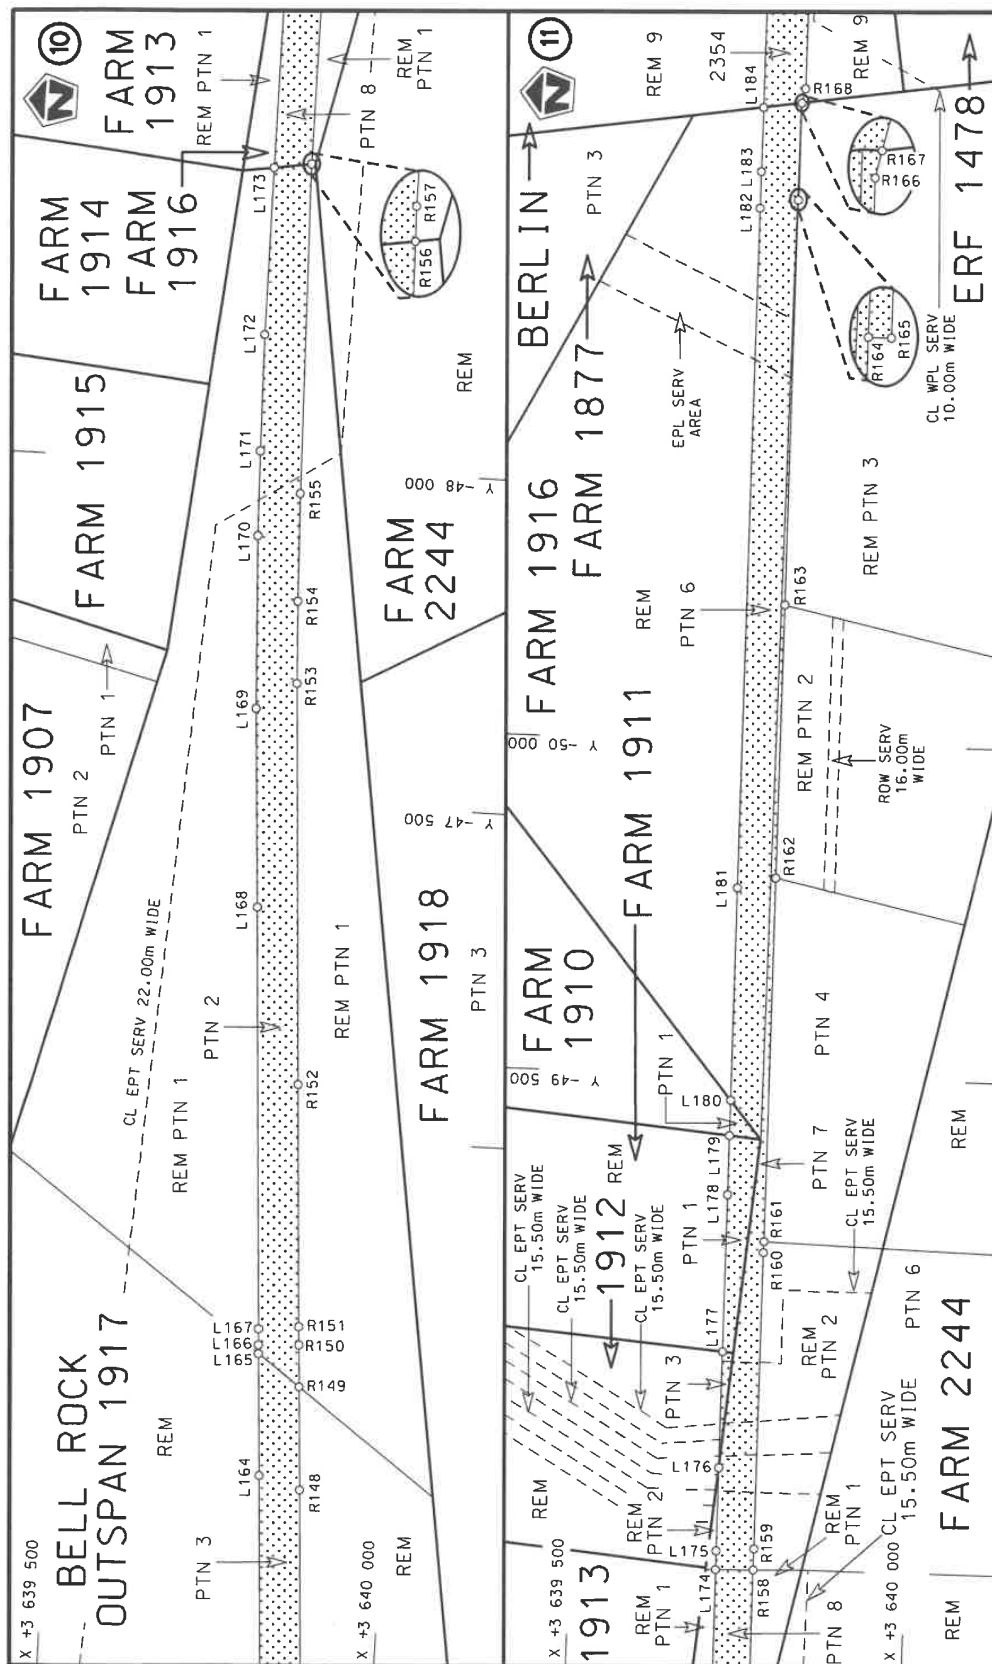 10
N
FARM
1913
REM PTN 1
PTN 8
REM
PTN 1
FARM
1914
FARM
1916
L173
R157
R156
L172
FARM 1915
REM
L171
R155
Y -48 000
L170
R154
FARM
2244
R153
L169
PTN 1
PTN 2
FARM 1907
Y -47 500
L168
CL EPT SERV 22.00m WIDE
PTN 2
REM PTN 1
FARM 1918
PTN 3
R152
REM PTN 1
L167
L166
L165
R151
R150
R149
BELL ROCK
OUTSPAN 1917
REM
L164
R148
PTN 3
REM
X +3 639 500
X +3 640 000
11
N
REM 9
2354
REM 9
L184
R168
BERLIN
PTN 3
L183
L182
R167
R166
ERF 1478
R164
R165
CL WPL SERV
10.00m WIDE
EPL SERV
AREA
FARM 1877
FARM 1916
REM
PTN 6
R163
REM PTN 3
Y -50 000
FARM 1911
REM PTN 2
ROW SERV
16.00m
WIDE
L181
R162
FARM
1910
Y -49 500
PTN 1
L180
PTN 4
L179
PTN 7
REM
L178
REM
1912
CL EPT SERV
15.50m WIDE
CL EPT SERV
15.50m WIDE
CL EPT SERV
15.50m WIDE
PTN 1
R161
R160
CL EPT SERV
15.50m WIDE
L177
PTN 3
REM
PTN 2
PTN 6
FARM 2244
L176
REM
REM
PTN 2
L175
L174
R159
R158
REM
PTN 1
CL EPT SERV
15.50m WIDE
1913
REM
PTN 1
PTN 8
REM
X +3 639 500
X +3 640 000